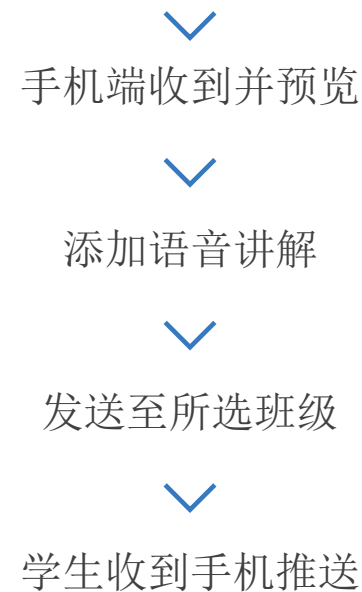 手机端收到并预览
添加语音讲解
发送至所选班级
学生收到手机推送